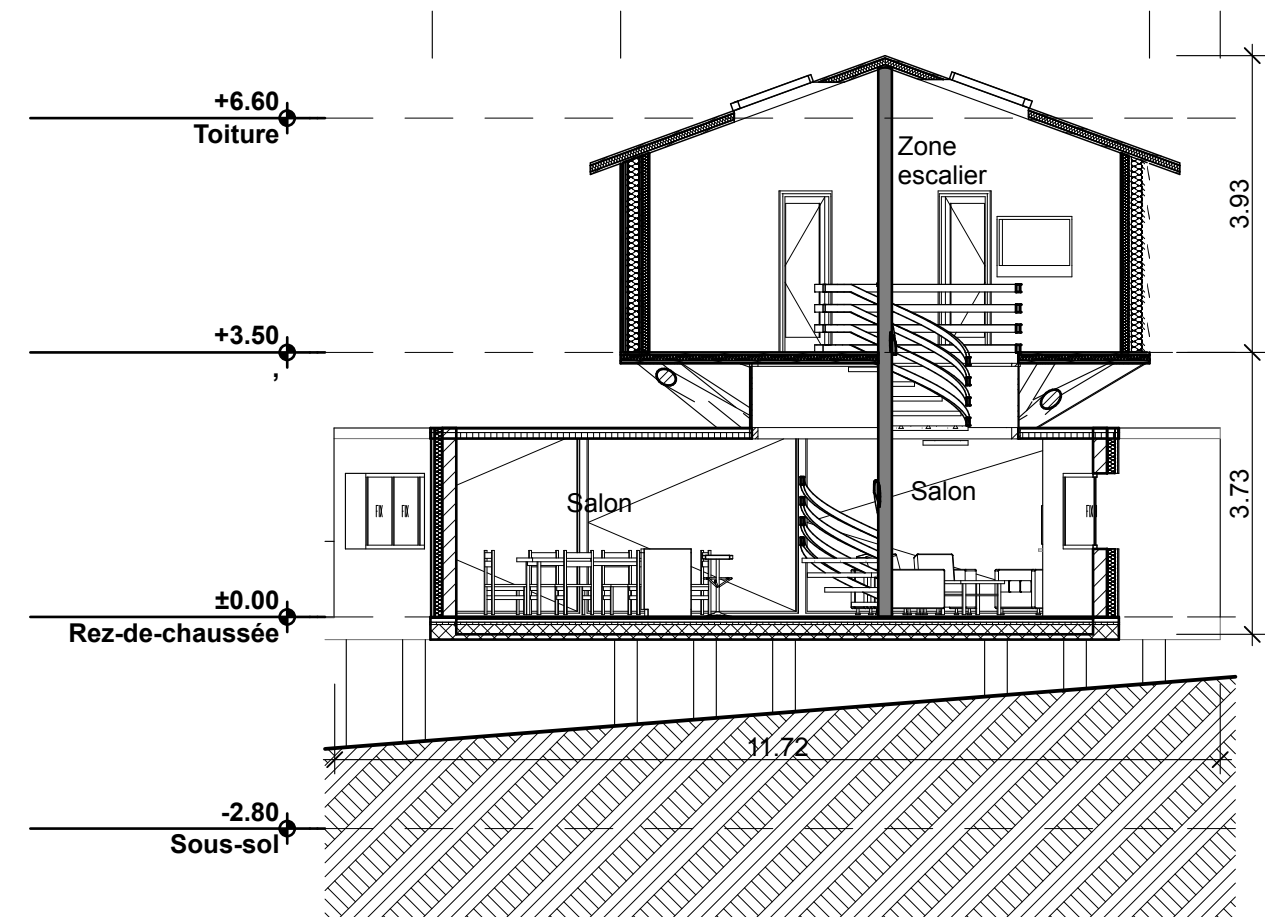 +6.60
Toiture
Zone
escalier
3.93
+3.50
,
Salon
Salon
FIX
FIX
FIX
3.73
±0.00
Rez-de-chaussée
11.72
-2.80
Sous-sol